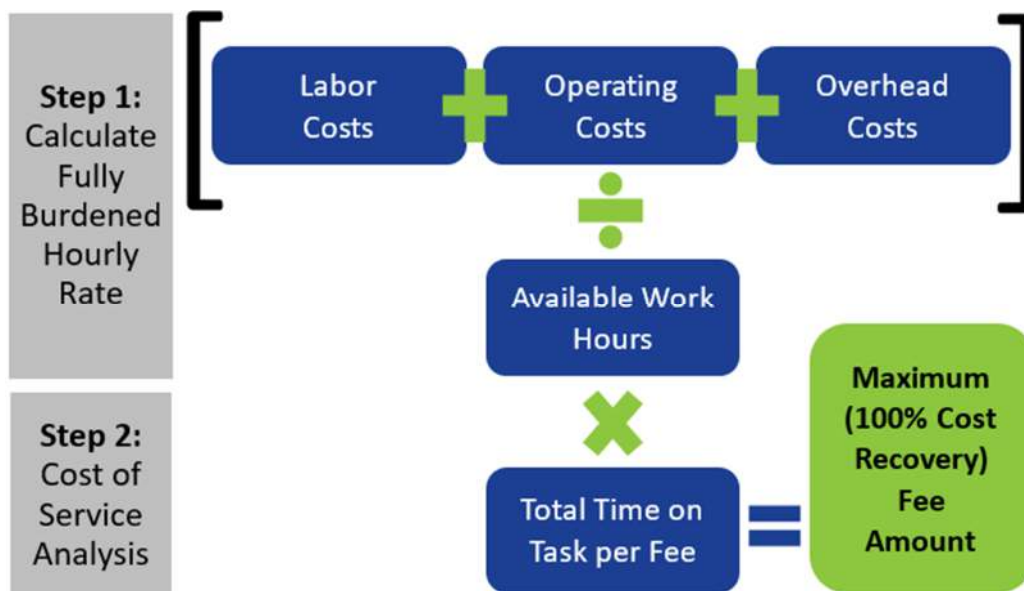 Step 1:
Calculate
Fully
Burdened
Hourly
Rate
Labor
Costs
Operating
Costs
Overhead
Costs
Available Work
Hours
Step 2:
Cost of
Service
Analysis
Total Time on
Task per Fee
Maximum
(100% Cost
Recovery)
Fee
Amount